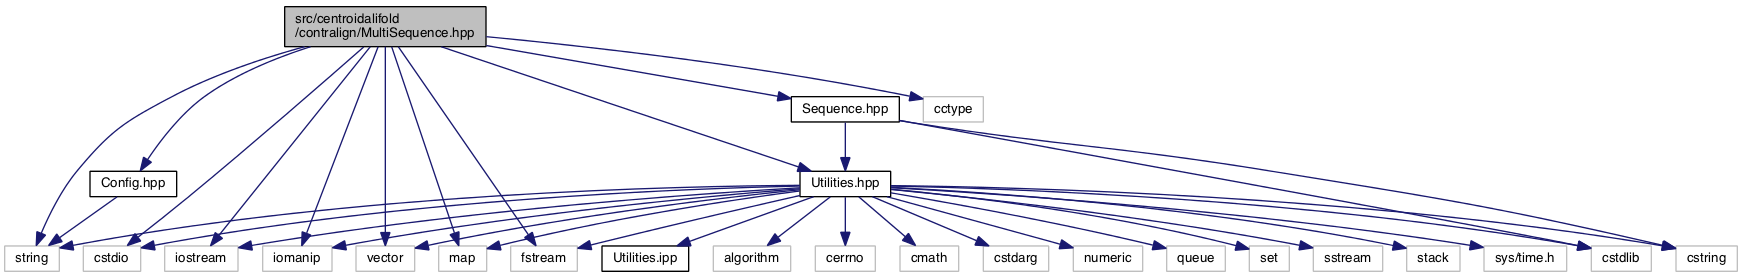 src/centroidalifold
/contralign/MultiSequence.hpp
Sequence.hpp
cctype
Config.hpp
Utilities.hpp
string
cstdio
iostream
iomanip
vector
map
fstream
Utilities.ipp
algorithm
cerrno
cmath
cstdarg
numeric
queue
set
sstream
stack
sys/time.h
cstdlib
cstring